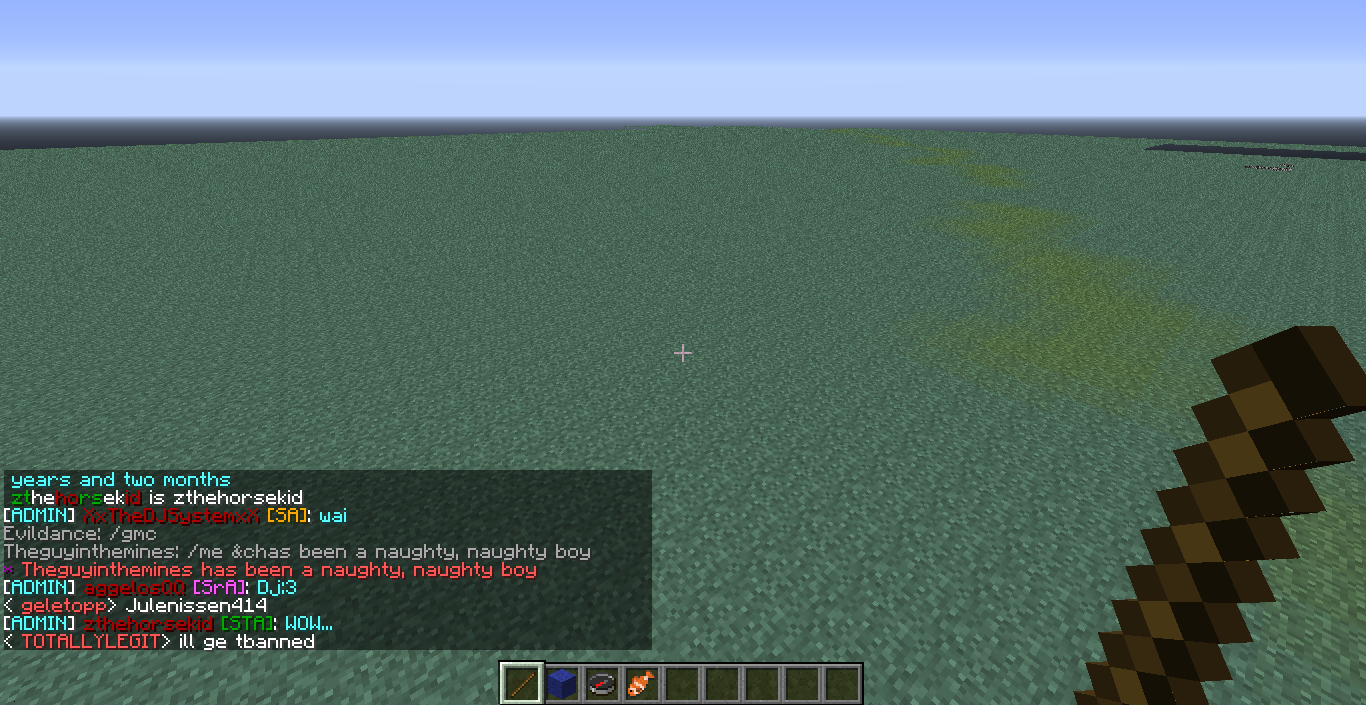 years and two months
zthehorsekid is zthehorsekid
[ADMIN] XxTheDJSystemxX [SA]: wai
Evildance: /gmc
Theguyinthemines: /me &chas been a naughty, naughty boy
* Theguyinthemines has been a naughty, naughty boy
[ADMIN] aggelosQQ [SrA]: Dj:3
< geletopp> Julenissen414
[ADMIN] zthehorsekid [STA]: WOW...
< TOTALLYLEGIT> ill ge tbanned